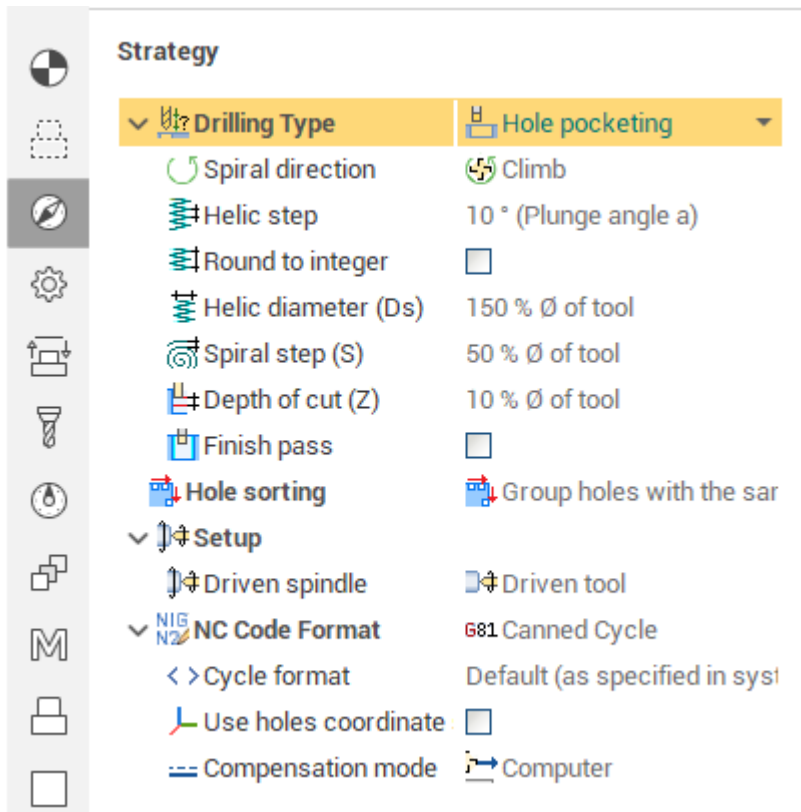 Strategy
Drilling Type Hole pocketing
Spiral direction Climb
Helic step 10 ° (Plunge angle a)
Round to integer
Helic diameter (Ds) 150 % Ø of tool
Spiral step (S) 50 % Ø of tool
Depth of cut (Z) 10 % Ø of tool
Finish pass
Hole sorting Group holes with the sar
Setup
Driven spindle Driven tool
NC Code Format G81 Canned Cycle
Cycle format Default (as specified in syst
Use holes coordinate
Compensation mode Computer